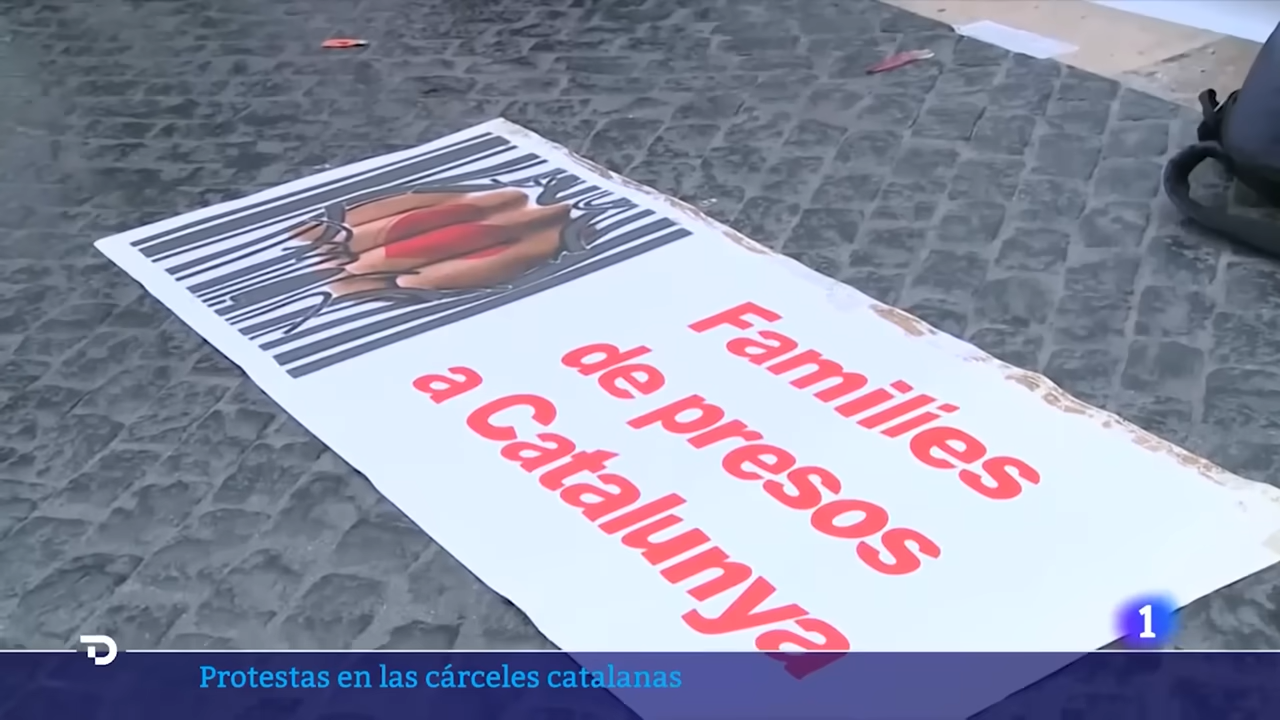 Families
de presos
a Catalunya
1
Protestas en las cárceles catalanas